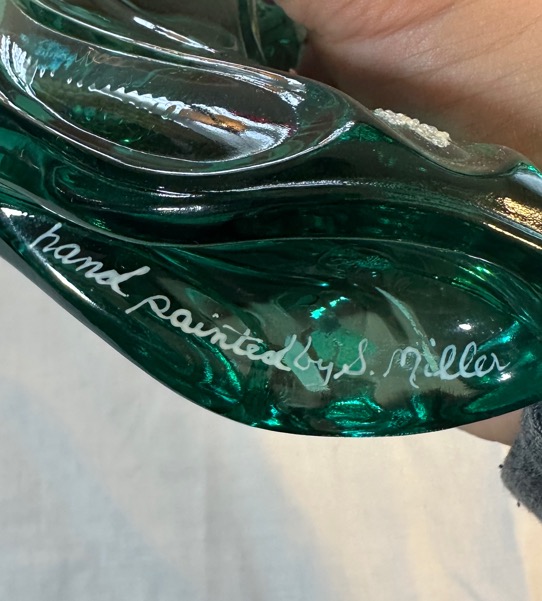 hand painted by S. Miller